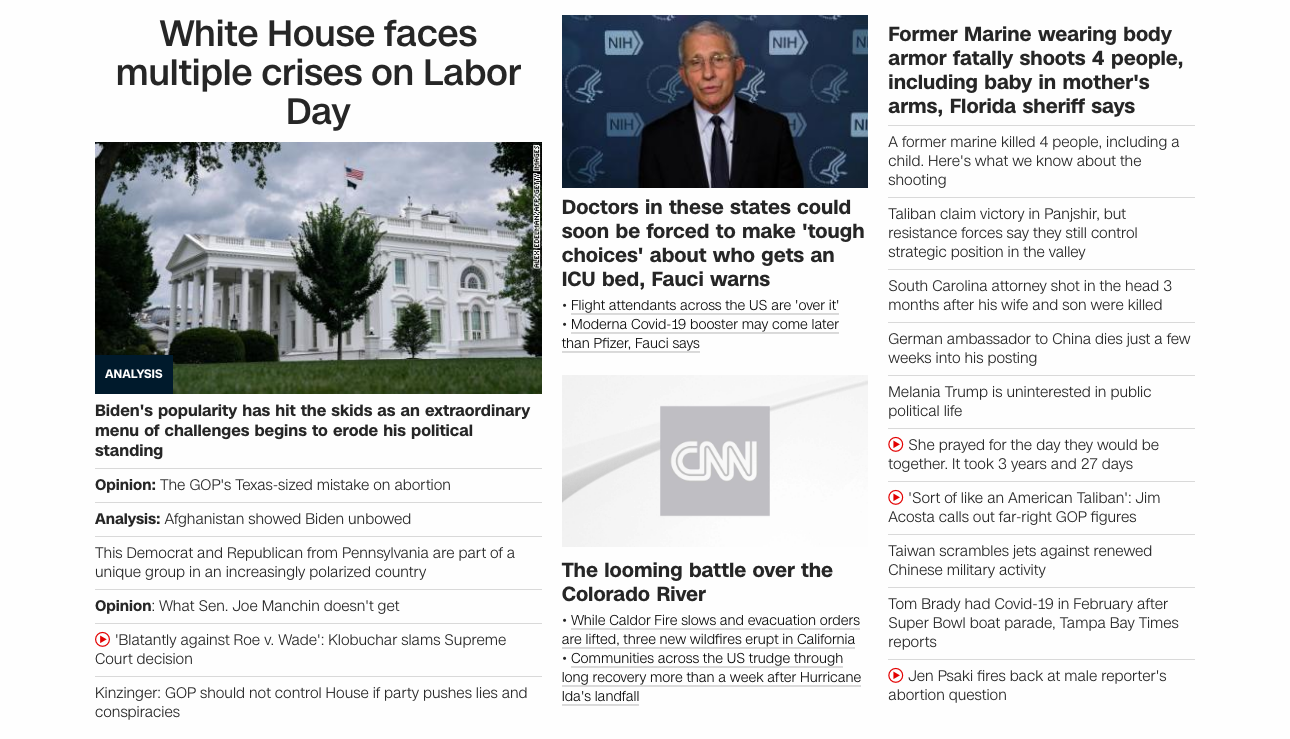 White House faces
multiple crises on Labor
Day
ALEX EDELMAN/AFP/GETTY IMAGES
ANALYSIS
Biden's popularity has hit the skids as an extraordinary
menu of challenges begins to erode his political
standing
Opinion: The GOP's Texas-sized mistake on abortion
Analysis: Afghanistan showed Biden unbowed
This Democrat and Republican from Pennsylvania are part of a
unique group in an increasingly polarized country
Opinion: What Sen. Joe Manchin doesn't get
'Blatantly against Roe v. Wade': Klobuchar slams Supreme
Court decision
Kinzinger: GOP should not control House if party pushes lies and
conspiracies
NIH
NIH
NIH
NIH
NI
Doctors in these states could
soon be forced to make 'tough
choices' about who gets an
ICU bed, Fauci warns
• Flight attendants across the US are 'over it'
• Moderna Covid-19 booster may come later
than Pfizer, Fauci says
CNN
The looming battle over the
Colorado River
• While Caldor Fire slows and evacuation orders
are lifted, three new wildfires erupt in California
• Communities across the US trudge through
long recovery more than a week after Hurricane
Ida's landfall
Former Marine wearing body
armor fatally shoots 4 people,
including baby in mother's
arms, Florida sheriff says
A former marine killed 4 people, including a
child. Here's what we know about the
shooting
Taliban claim victory in Panjshir, but
resistance forces say they still control
strategic position in the valley
South Carolina attorney shot in the head 3
months after his wife and son were killed
German ambassador to China dies just a few
weeks into his posting
Melania Trump is uninterested in public
political life
She prayed for the day they would be
together. It took 3 years and 27 days
'Sort of like an American Taliban': Jim
Acosta calls out far-right GOP figures
Taiwan scrambles jets against renewed
Chinese military activity
Tom Brady had Covid-19 in February after
Super Bowl boat parade, Tampa Bay Times
reports
Jen Psaki fires back at male reporter's
abortion question